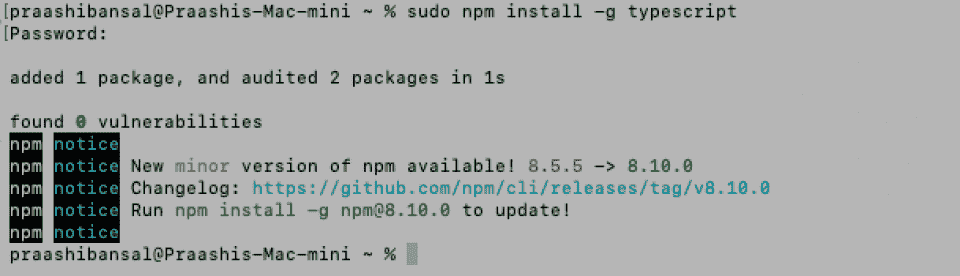 [praashibansal@Praashis-Mac-mini ~ % sudo npm install -g typescript
[Password:
added 1 package, and audited 2 packages in 1s
found 0 vulnerabilities
npm notice
npm notice New minor version of npm available! 8.5.5 -> 8.10.0
npm notice Changelog: https://github.com/npm/cli/releases/tag/v8.10.0
npm notice Run npm install -g npm@8.10.0 to update!
npm notice
praashibansal@Praashis-Mac-mini ~ %